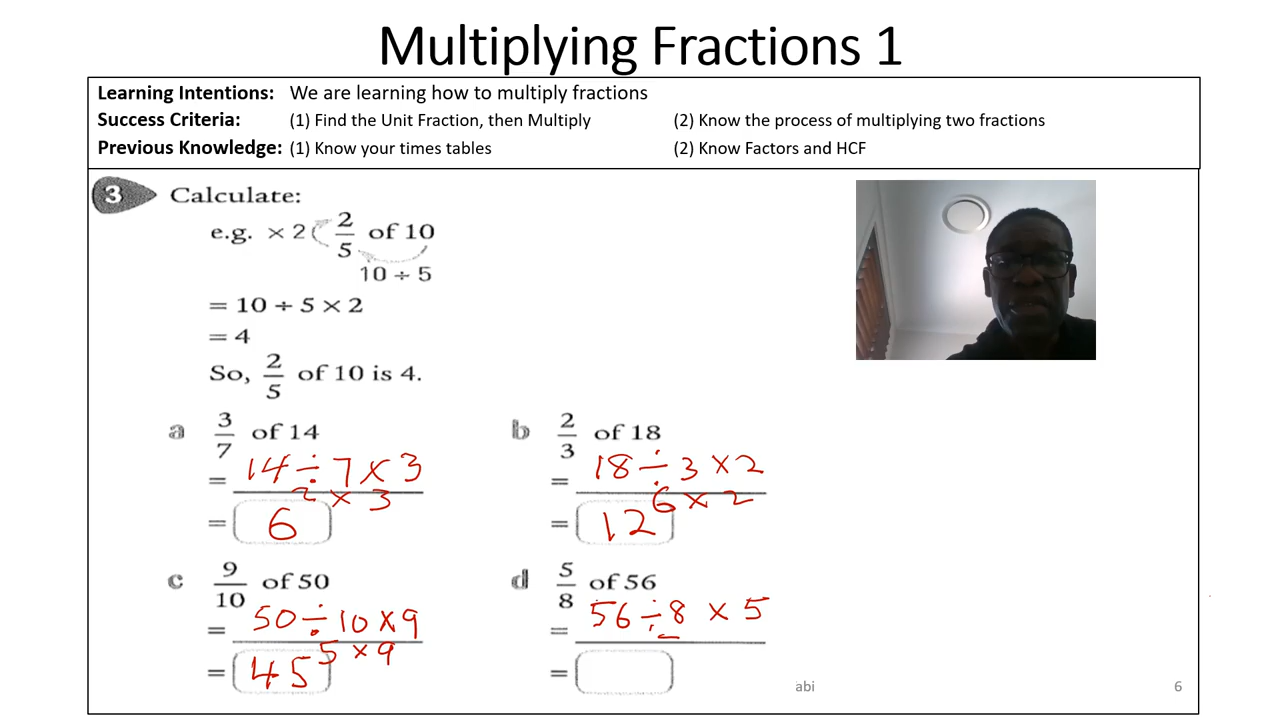 Multiplying Fractions 1
Learning Intentions: We are learning how to multiply fractions
Success Criteria: (1) Find the Unit Fraction, then Multiply (2) Know the process of multiplying two fractions
Previous Knowledge: (1) Know your times tables (2) Know Factors and HCF
3 Calculate:
e.g. × 2 2/5 of 10
10 ÷ 5
= 10 ÷ 5 × 2
= 4
So, 2/5 of 10 is 4.
a 3/7 of 14
= 14 ÷ 7 × 3
2 × 3
= 6
b 2/3 of 18
= 18 ÷ 3 × 2
6 × 2
= 12
c 9/10 of 50
= 50 ÷ 10 × 9
5 × 9
= 45
d 5/8 of 56
= 56 ÷ 8 × 5
=
abi 6